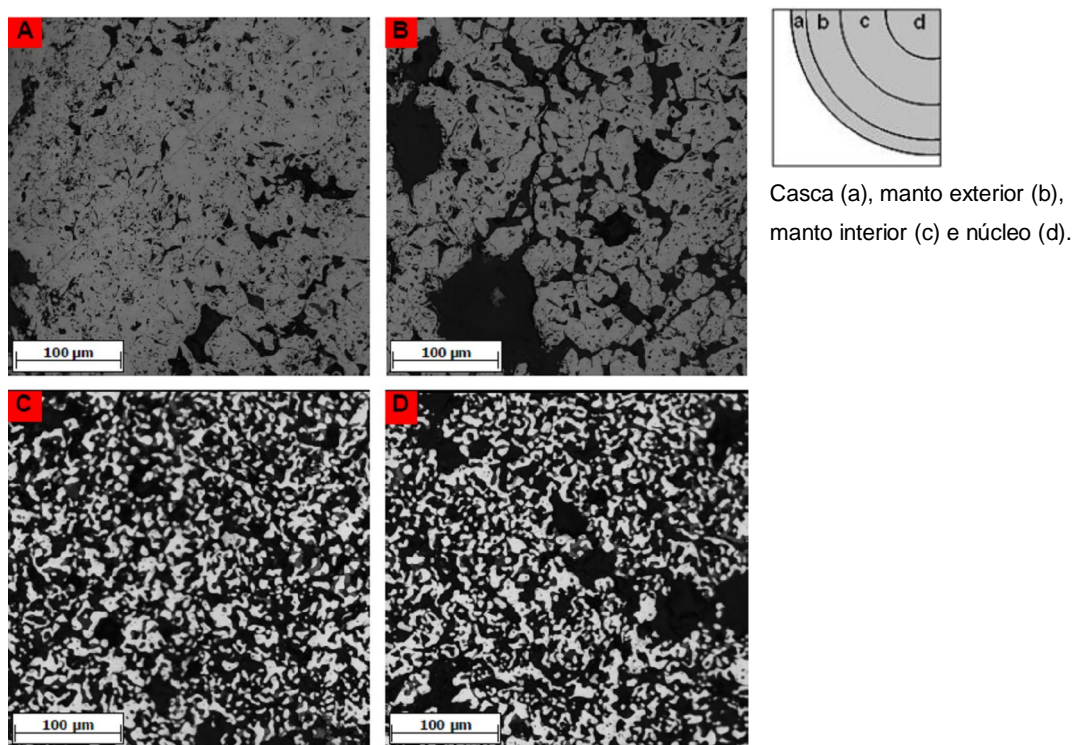 A
B
a b c d
Casca (a), manto exterior (b),
manto interior (c) e núcleo (d).
100 µm
100 µm
C
D
100 µm
100 µm